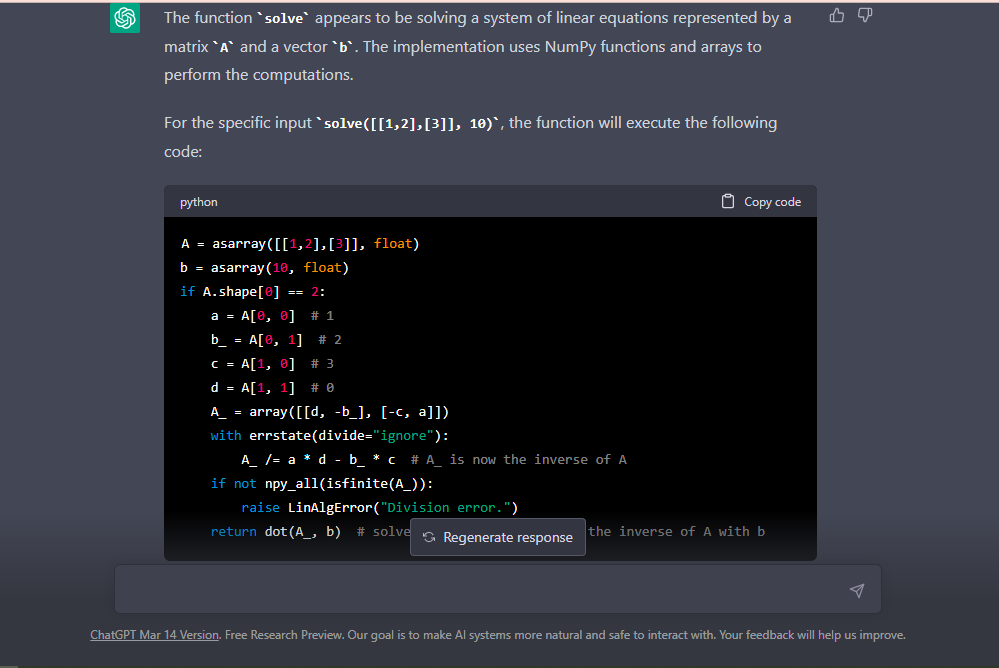 The function `solve` appears to be solving a system of linear equations represented by a
matrix `A` and a vector `b`. The implementation uses NumPy functions and arrays to
perform the computations.
For the specific input `solve([[1,2],[3]], 10)`, the function will execute the following
code:
python Copy code
A = asarray([[1,2],[3]], float)
b = asarray(10, float)
if A.shape[0] == 2:
    a = A[0, 0]  # 1
    b_ = A[0, 1]  # 2
    c = A[1, 0]  # 3
    d = A[1, 1]  # 0
    A_ = array([[d, -b_], [-c, a]])
    with errstate(divide="ignore"):
        A_ /= a * d - b_ * c  # A_ is now the inverse of A
    if not npy_all(isfinite(A_)):
        raise LinAlgError("Division error.")
    return dot(A_, b)  # solve the inverse of A with b
Regenerate response
ChatGPT Mar 14 Version. Free Research Preview. Our goal is to make AI systems more natural and safe to interact with. Your feedback will help us improve.